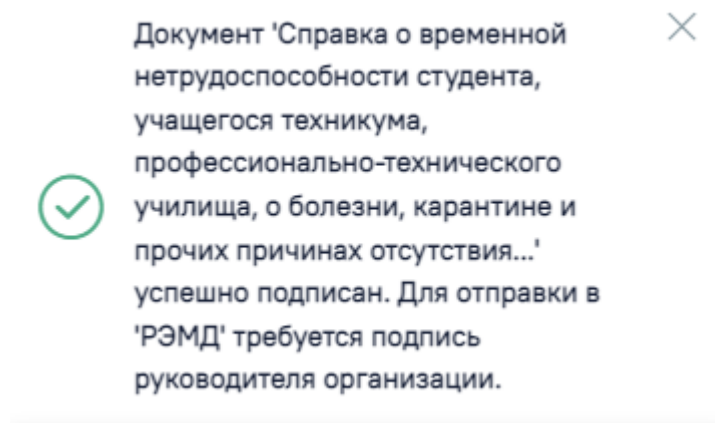 Документ 'Справка о временной
нетрудоспособности студента,
учащегося техникума,
профессионально-технического
училища, о болезни, карантине и
прочих причинах отсутствия...'
успешно подписан. Для отправки в
'РЭМД' требуется подпись
руководителя организации.